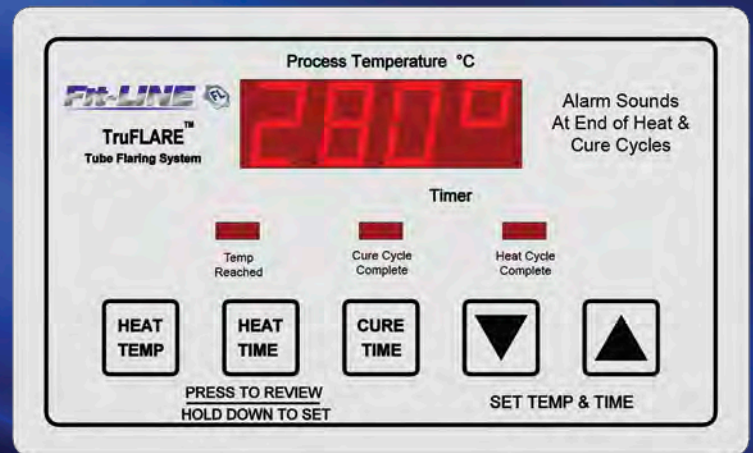 Process Temperature °C
Fit-LINE FL
TruFLARE™
Tube Flaring System
280°
Alarm Sounds
At End of Heat &
Cure Cycles
Timer
Temp
Reached
Cure Cycle
Complete
Heat Cycle
Complete
HEAT
TEMP
HEAT
TIME
CURE
TIME
PRESS TO REVIEW
HOLD DOWN TO SET
SET TEMP & TIME